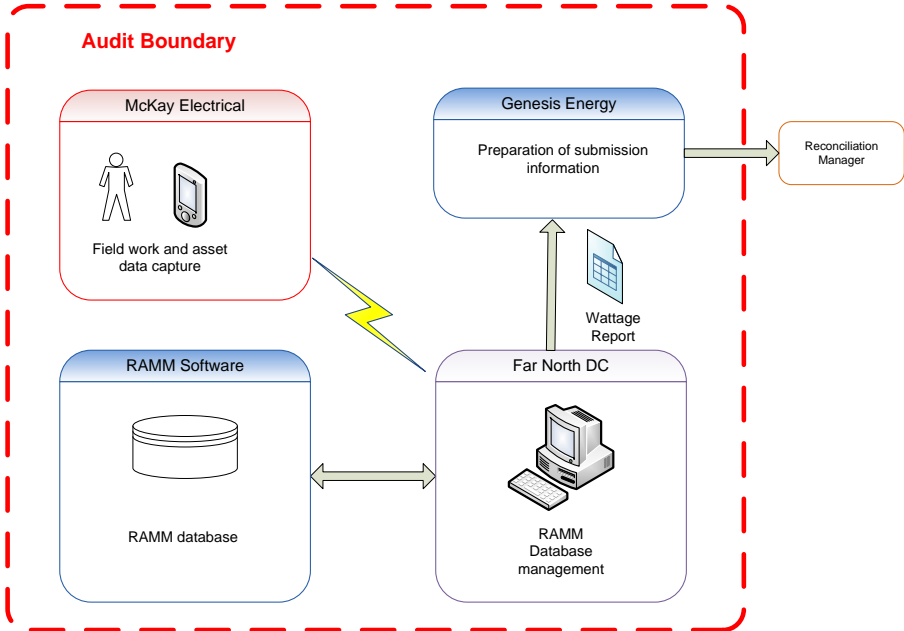 Audit Boundary
McKay Electrical
Field work and asset
data capture
Genesis Energy
Preparation of submission
information
Reconciliation
Manager
Wattage
Report
RAMM Software
RAMM database
Far North DC
RAMM
Database
management